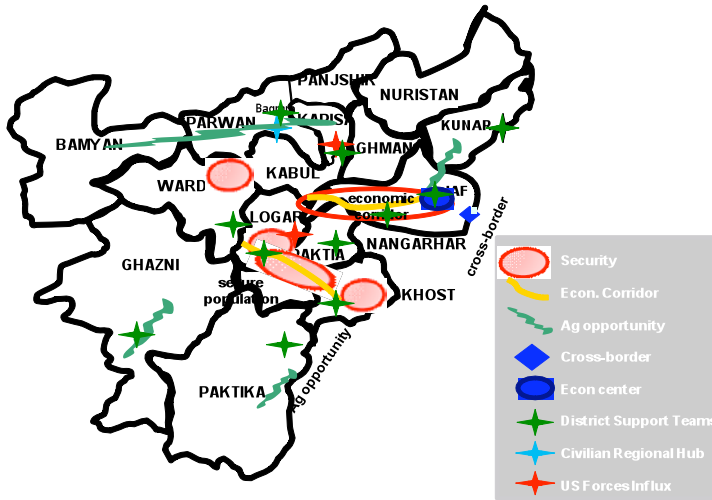 PANJSHIR
NURISTAN
Bagram
PARWAN
KAPISA
KUNAR
BAMYAN
GHMAN
KABUL
WARD
economic
corridor
LOGAR
NANGARHAR
cross-border
GHAZNI
PAKTIA
secure
population
KHOST
Ag opportunity
PAKTIKA
Security
Econ. Corridor
Ag opportunity
Cross-border
Econ center
District Support Teams
Civilian Regional Hub
US Forces Influx